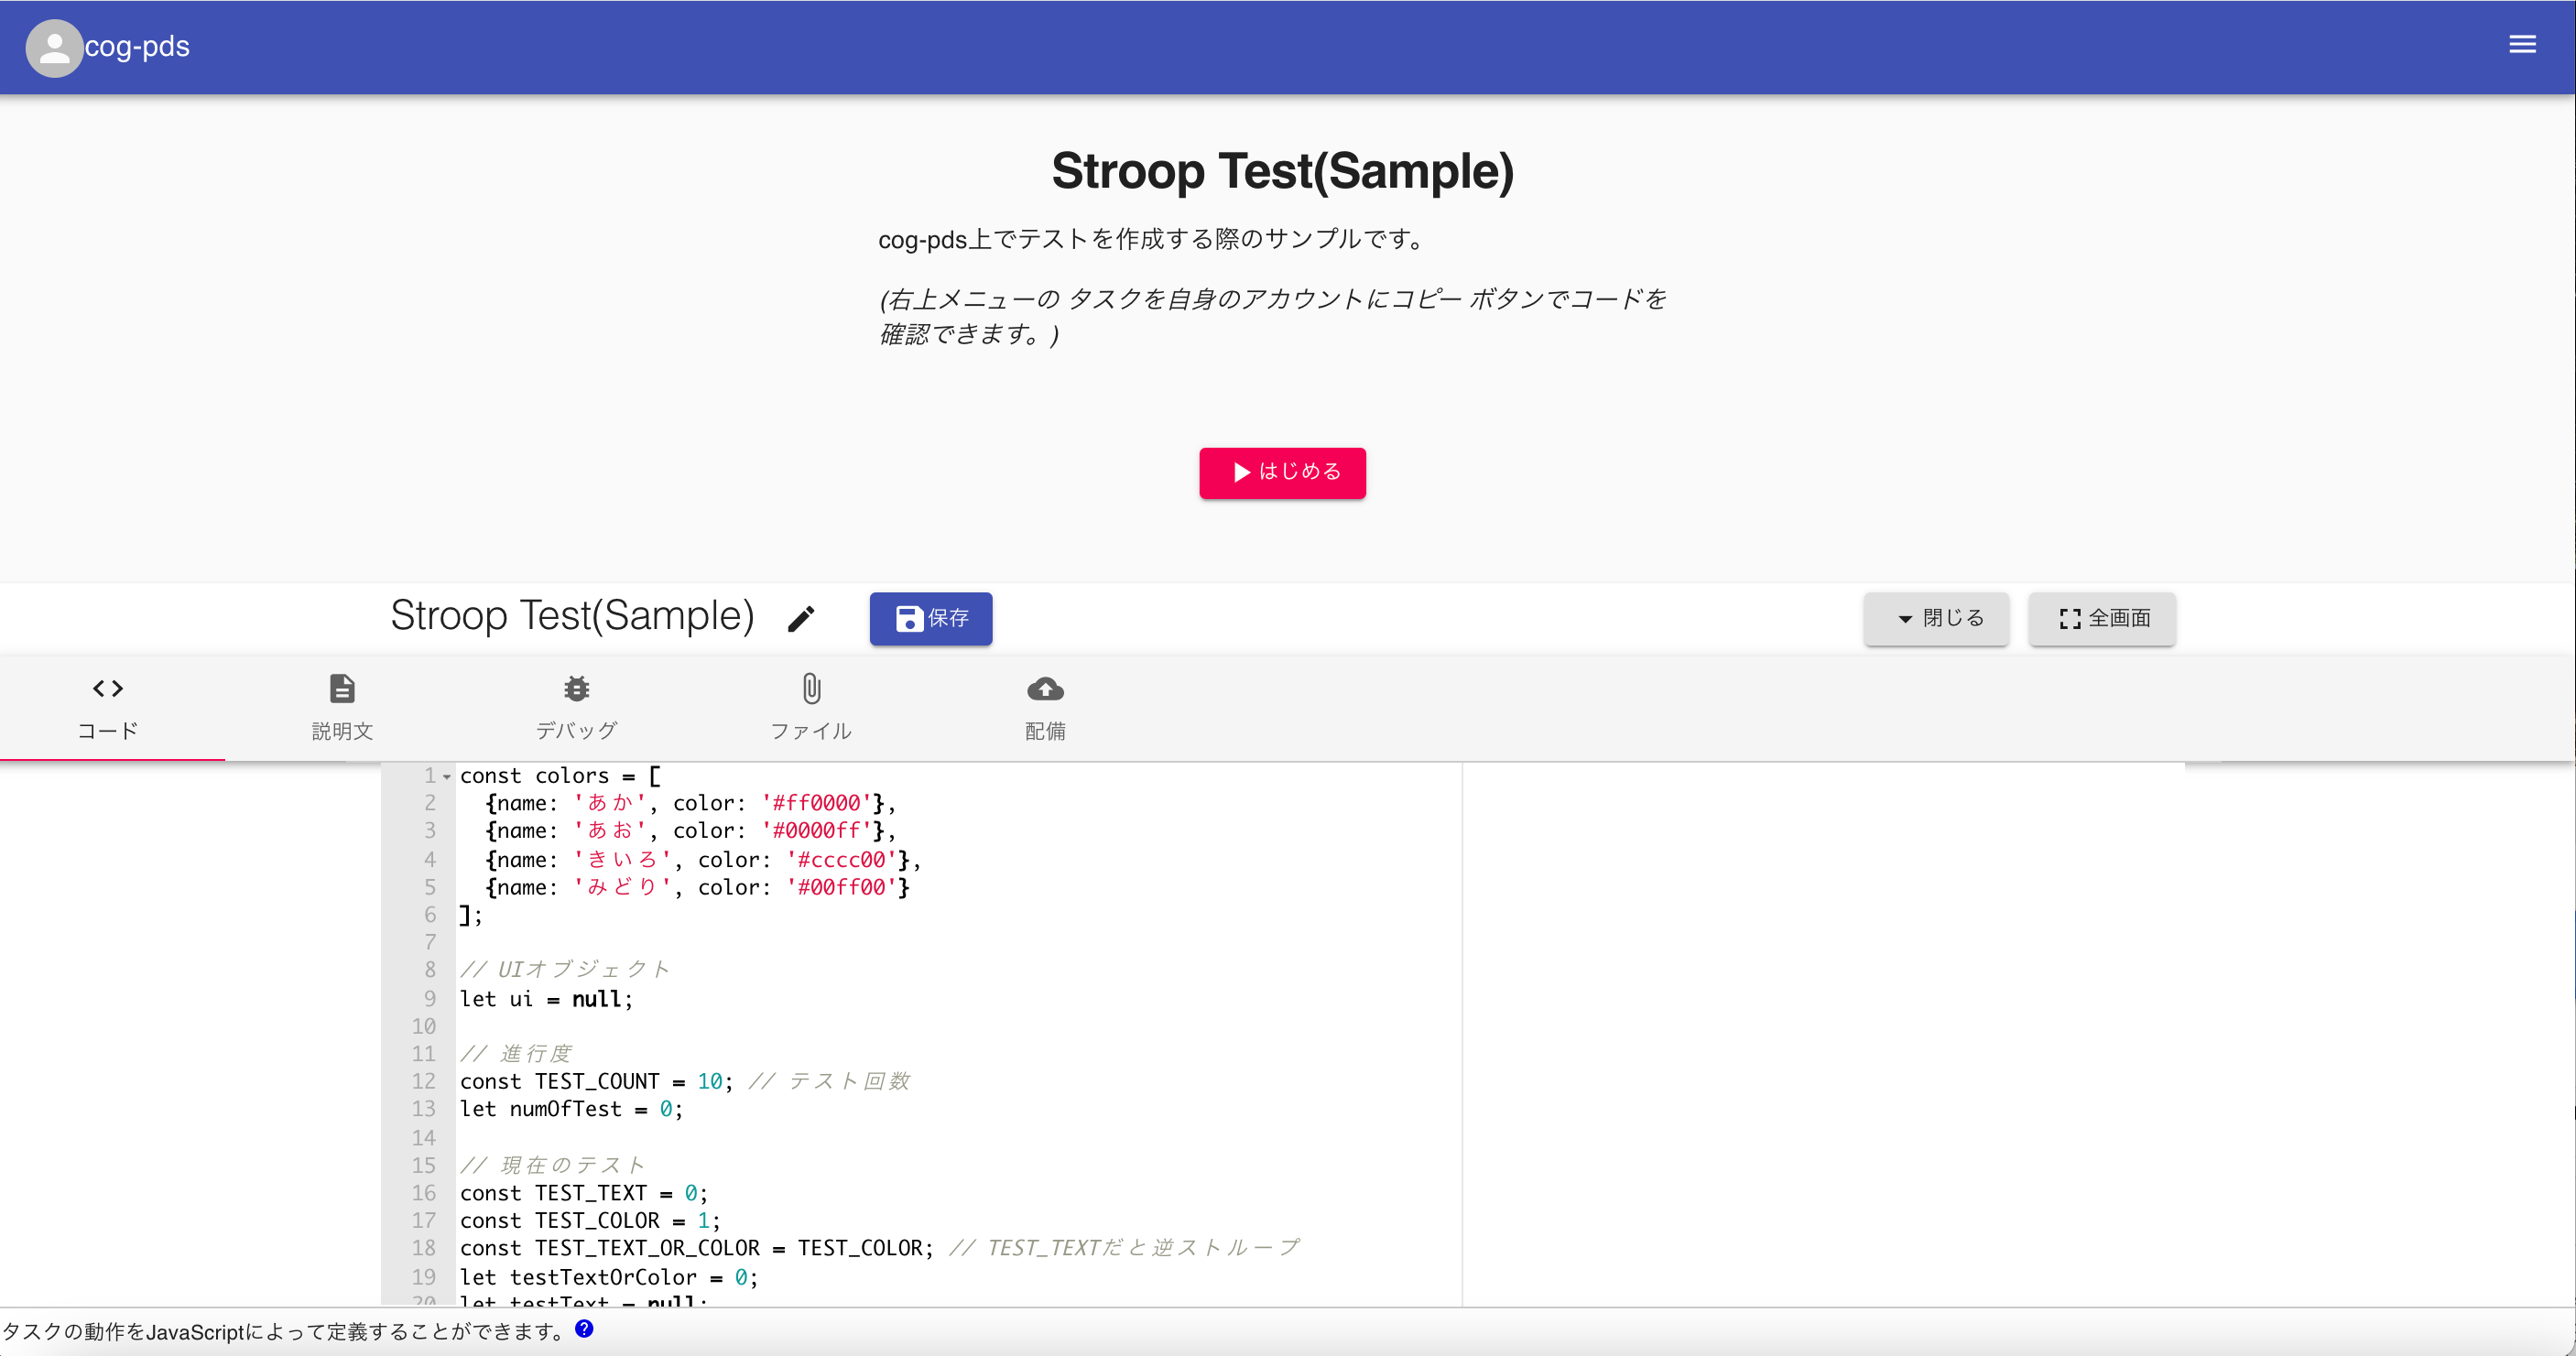 cog-pds
Stroop Test(Sample)
cog-pds上でテストを作成する際のサンプルです。
(右上メニューの タスクを自身のアカウントにコピー ボタンでコードを
確認できます。)
はじめる
Stroop Test(Sample)
保存
閉じる
全画面
コード
説明文
デバッグ
ファイル
配備
1 const colors = [
2 {name: 'あか', color: '#ff0000'},
3 {name: 'あお', color: '#0000ff'},
4 {name: 'きいろ', color: '#cccc00'},
5 {name: 'みどり', color: '#00ff00'}
6 ];
7
8 // UIオブジェクト
9 let ui = null;
10
11 // 進行度
12 const TEST_COUNT = 10; // テスト回数
13 let numOfTest = 0;
14
15 // 現在のテスト
16 const TEST_TEXT = 0;
17 const TEST_COLOR = 1;
18 const TEST_TEXT_OR_COLOR = TEST_COLOR; // TEST_TEXTだと逆ストループ
19 let testTextOrColor = 0;
20 let testText = null;
タスクの動作をJavaScriptによって定義することができます。